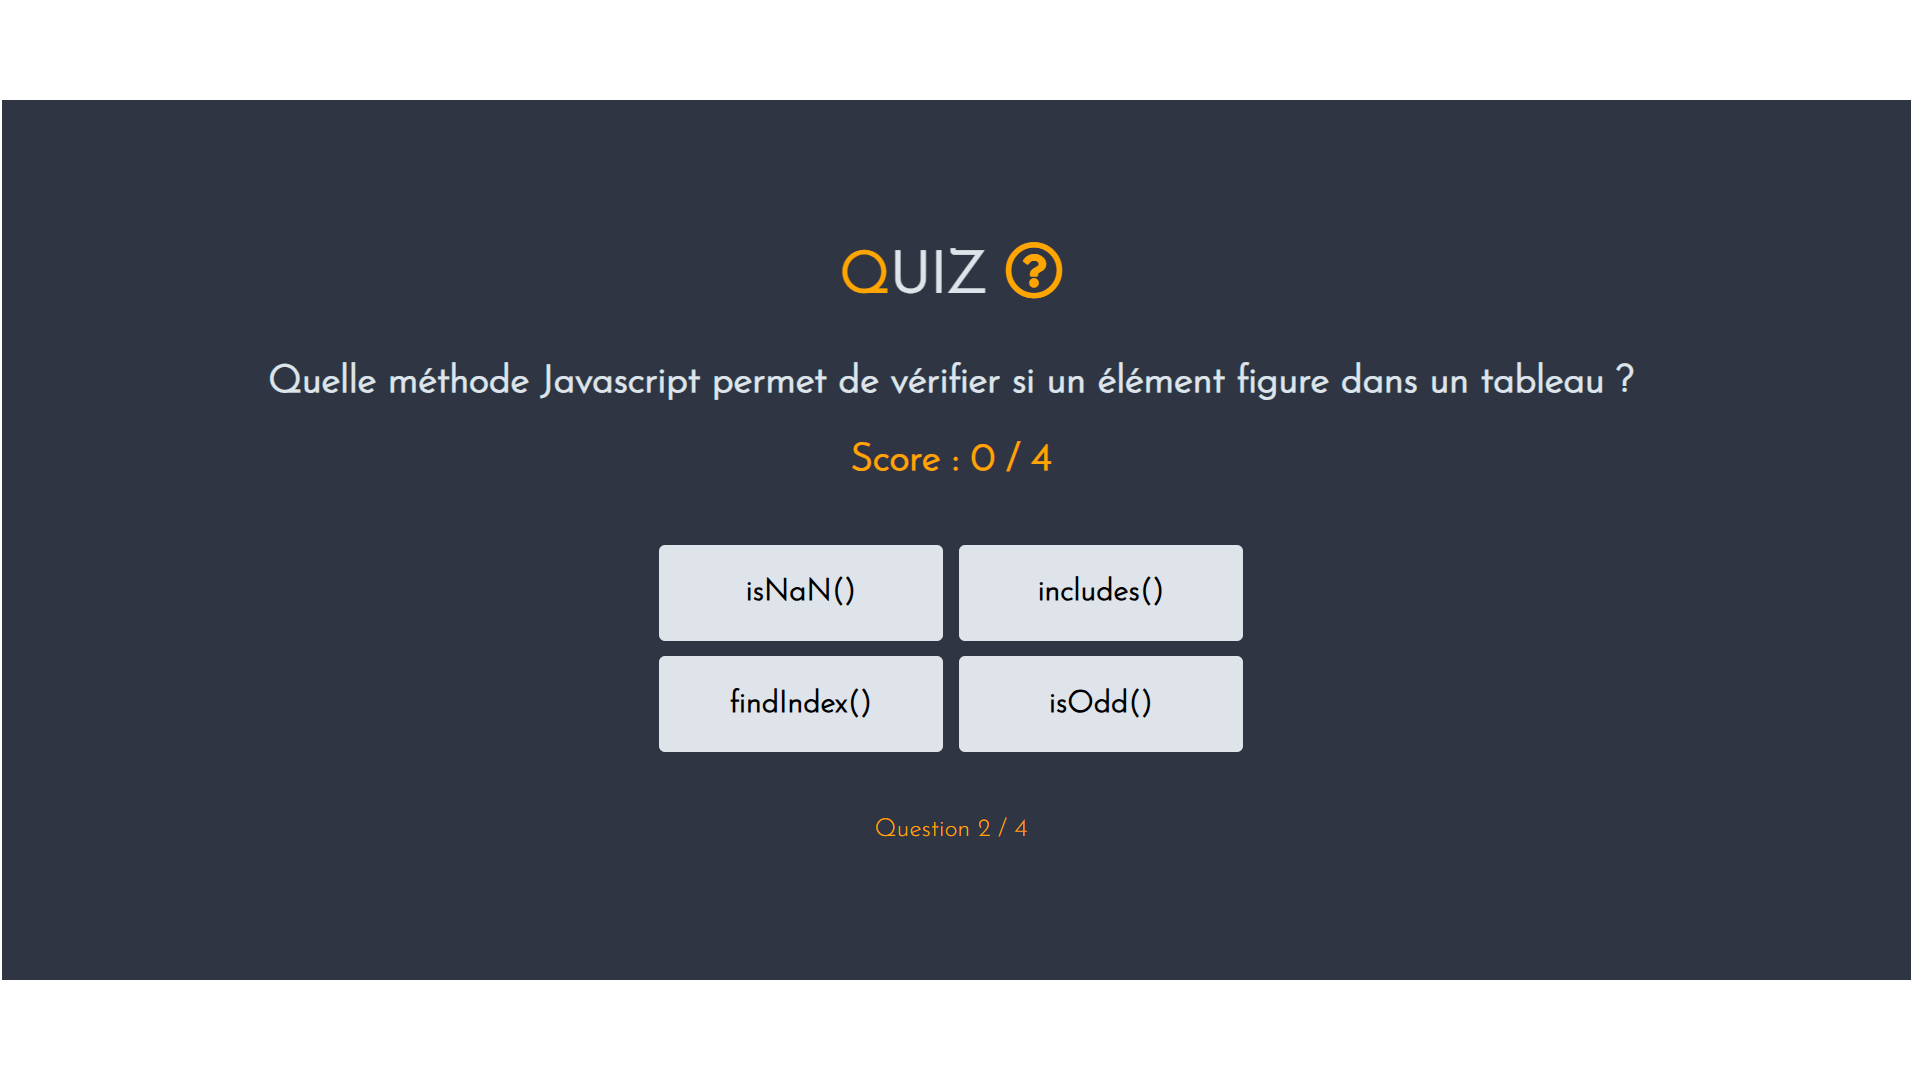 QUIZ
Quelle méthode Javascript permet de vérifier si un élément figure dans un tableau ?
Score : 0 / 4
isNaN()
includes()
findIndex()
isOdd()
Question 2 / 4